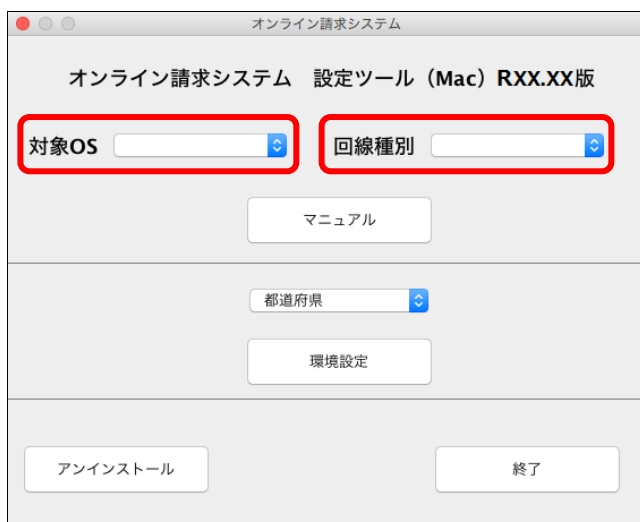 オンライン請求システム
オンライン請求システム　設定ツール（Mac）RXX.XX版
対象OS　回線種別
マニュアル
都道府県
環境設定
アンインストール　終了